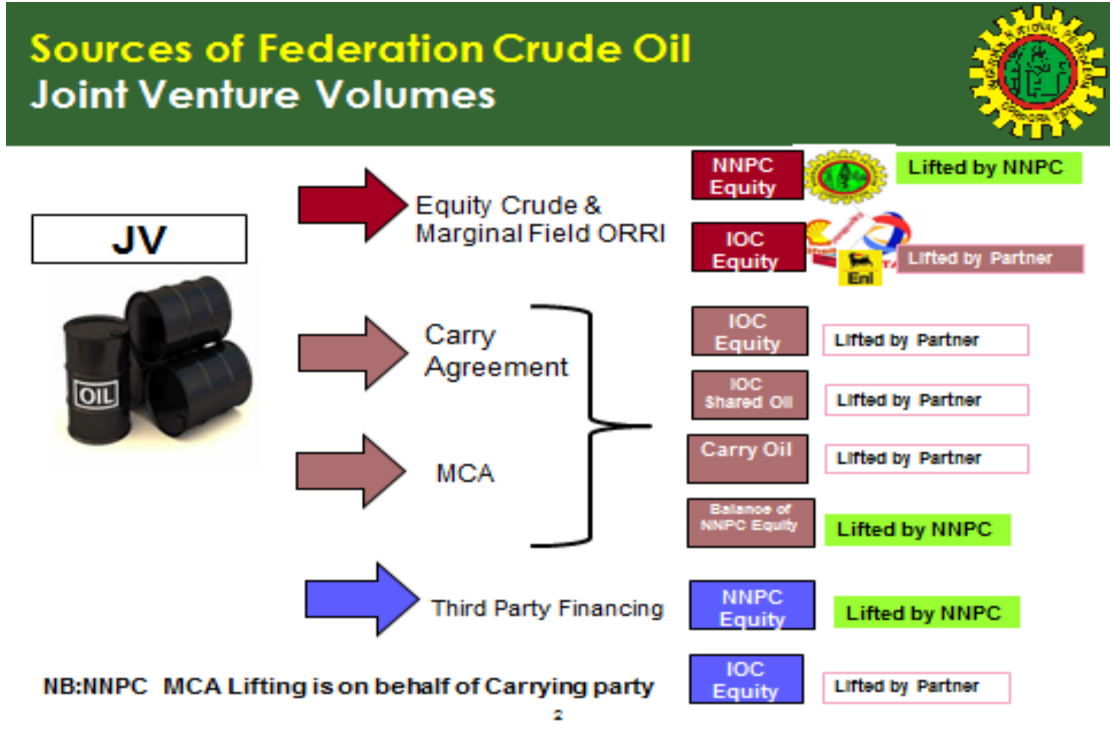 Sources of Federation Crude Oil
Joint Venture Volumes
NNPC
Equity
Lifted by NNPC
JV
Equity Crude &
Marginal Field ORRI
IOC
Equity
Eni
Lifted by Partner
Carry
Agreement
IOC
Equity
Lifted by Partner
OIL
IOC
Shared Oil
Lifted by Partner
MCA
Carry Oil
Lifted by Partner
Balance of
NNPC Equity
Lifted by NNPC
Third Party Financing
NNPC
Equity
Lifted by NNPC
NB:NNPC MCA Lifting is on behalf of Carrying party
IOC
Equity
Lifted by Partner
2